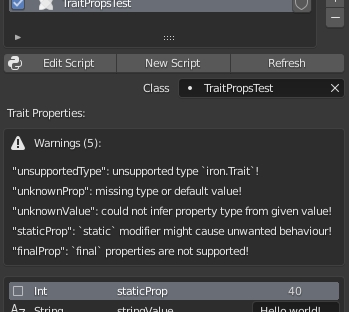 TraitPropsTest
Edit Script New Script Refresh
Class TraitPropsTest
Trait Properties:
Warnings (5):
"unsupportedType": unsupported type `iron.Trait`!
"unknownProp": missing type or default value!
"unknownValue": could not infer property type from given value!
"staticProp": `static` modifier might cause unwanted behaviour!
"finalProp": `final` properties are not supported!
Int staticProp 40
String stringValue Hello world!